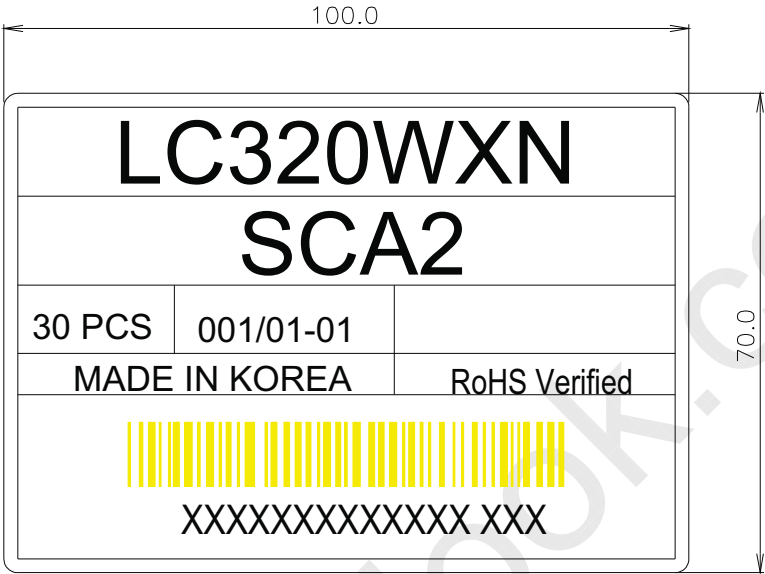 100.0
LC320WXN
SCA2
30 PCS 001/01-01
70.0
MADE IN KOREA RoHS Verified
XXXXXXXXXXXXX XXX